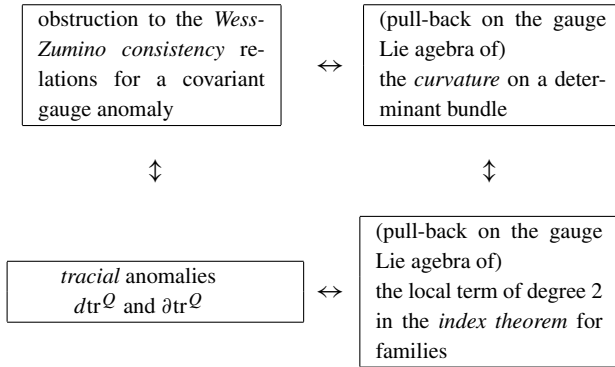 obstruction to the Wess-
Zumino consistency re-
lations for a covariant
gauge anomaly
↔
(pull-back on the gauge
Lie agebra of)
the curvature on a deter-
minant bundle
↕ ↕
tracial anomalies
dtr^Q and ∂tr^Q
↔
(pull-back on the gauge
Lie agebra of)
the local term of degree 2
in the index theorem for
families